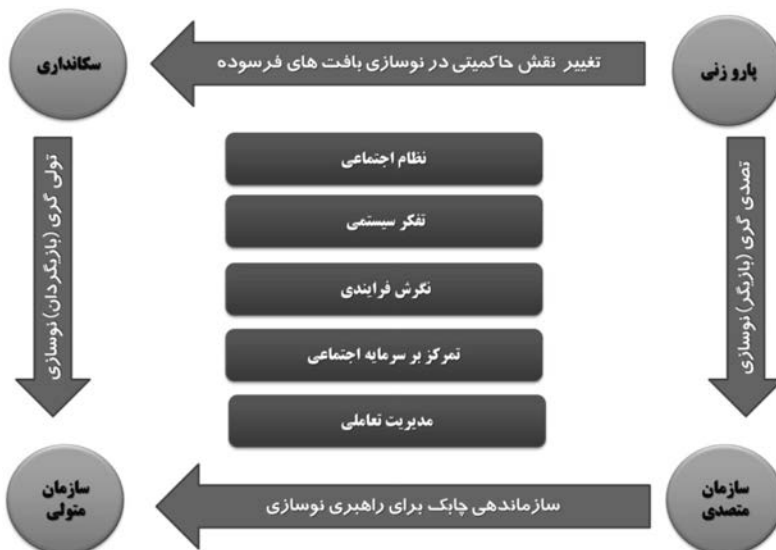 پارو زنی
تغییر نقش حاکمیتی در نوسازی بافت های فرسوده
سکانداری
تصدی گری (بازیگر) نوسازی
نظام اجتماعی
تفکر سیستمی
نگرش فرایندی
تمرکز بر سرمایه اجتماعی
مدیریت تعاملی
تولی گری (بازیگردان) نوسازی
سازمان
متصدی
سازماندهی چابک برای راهبری نوسازی
سازمان
متولی